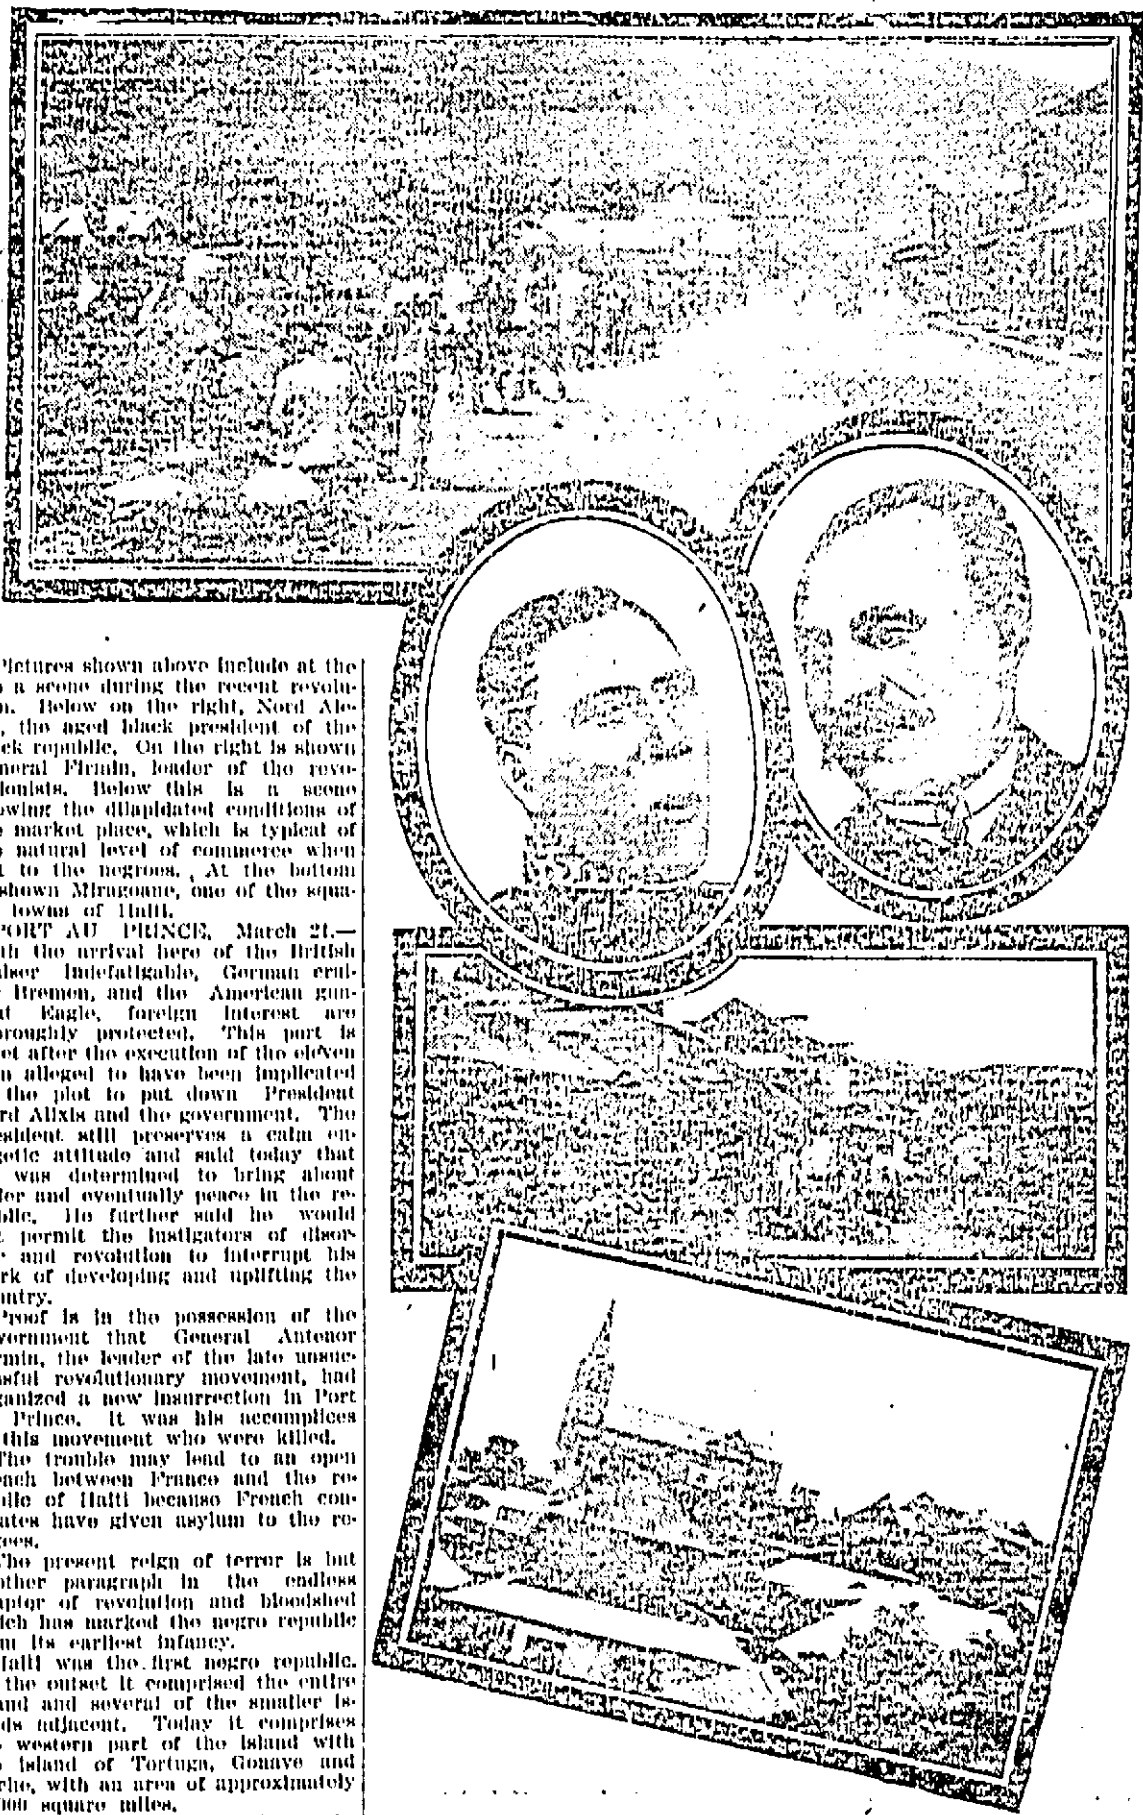 Pictures shown above include at the
a scene during the recent revolu-
n. Below on the right, Nord Ale-
, the aged black president of the
ck republic. On the right is shown
neral Firmin, leader of the revo-
ionists. Below this is a scene
owing the dilapidated conditions of
e market place, which is typical of
e natural level of commerce when
t to the negroes. At the bottom
shown Miragoane, one of the squa-
towns of Haiti.
PORT AU PRINCE, March 21.—
ith the arrival here of the British
uiser Indefatigable, German crui-
r Bremen, and the American gun-
at Eagle, foreign interest are
oroughly protected. This port is
et after the execution of the eleven
n alleged to have been implicated
the plot to put down President
rd Alixis and the government. The
esident still preserves a calm en-
getic attitude and said today that
was determined to bring about
der and eventually peace in the re-
blic. He further said he would
t permit the instigators of disor-
r and revolution to interrupt his
rk of developing and uplifting the
untry.
Proof is in the possession of the
vernment that General Antenor
rmin, the leader of the late unsuc-
ssful revolutionary movement, had
ganized a new insurrection in Port
Prince. It was his accomplices
this movement who were killed.
The trouble may lead to an open
each between France and the re-
blic of Haiti because French con-
lates have given asylum to the re-
gees.
The present reign of terror is but
other paragraph in the endless
apter of revolution and bloodshed
ich has marked the negro republic
om its earliest infancy.
Haiti was the first negro republic.
the outset it comprised the entire
and and several of the smaller is-
ds adjacent. Today it comprises
e western part of the island with
e island of Tortuga, Gonave and
che, with an area of approximately
000 square miles.